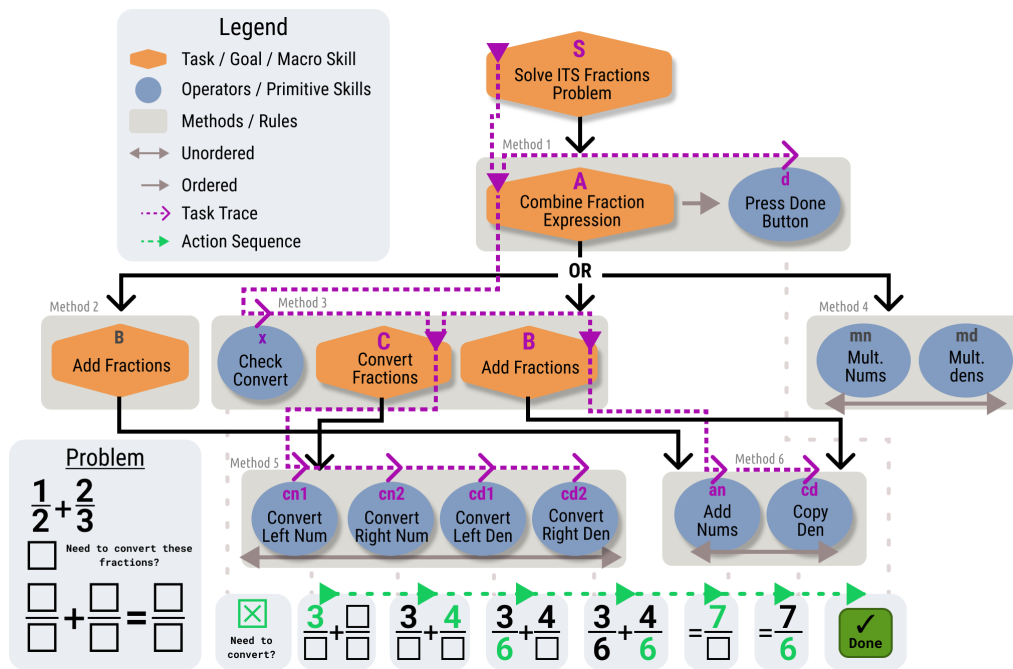 Legend
Task / Goal / Macro Skill
Operators / Primitive Skills
Methods / Rules
Unordered
Ordered
Task Trace
Action Sequence
S
Solve ITS Fractions
Problem
Method 1
A
Combine Fraction
Expression
d
Press Done
Button
OR
Method 2
B
Add Fractions
Method 3
x
Check
Convert
C
Convert
Fractions
B
Add Fractions
Method 4
mn
Mult.
Nums
md
Mult.
dens
Method 5
cn1
Convert
Left Num
cn2
Convert
Right Num
cd1
Convert
Left Den
cd2
Convert
Right Den
Method 6
an
Add
Nums
cd
Copy
Den
Problem
1 2
+
2 3
Need to convert these
fractions?
+ =
Need to
convert?
3 +
3 + 4
3 + 4
6
3 + 4
6 6
= 7
= 7
6
✓
Done